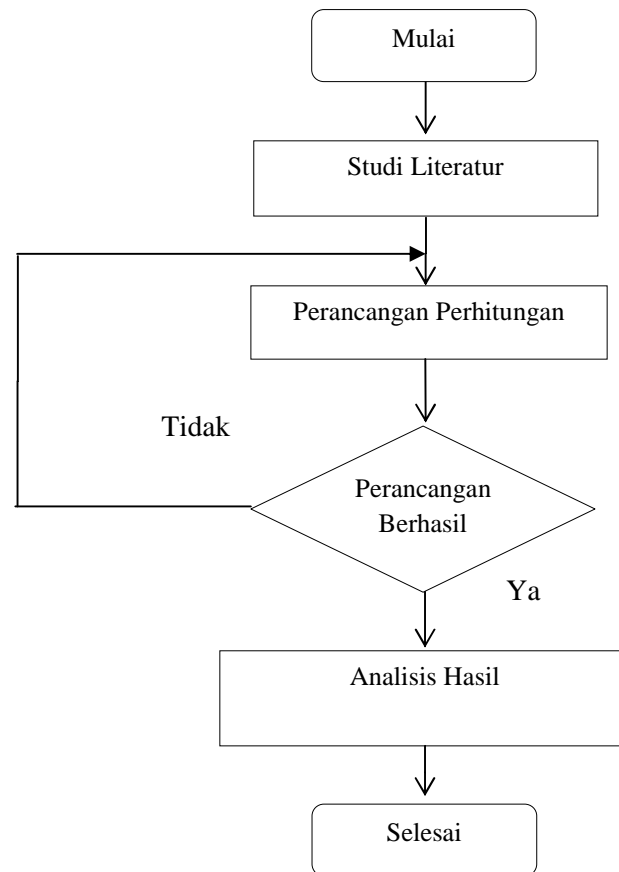 Mulai
Studi Literatur
Perancangan Perhitungan
Tidak
Perancangan
Berhasil
Ya
Analisis Hasil
Selesai